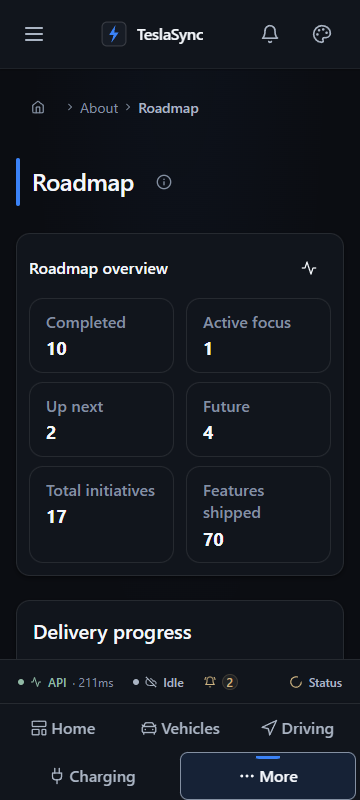 TeslaSync
About > Roadmap
Roadmap
Roadmap overview
Completed
10
Active focus
1
Up next
2
Future
4
Total initiatives
17
Features
shipped
70
Delivery progress
API · 211ms
Idle
2
Status
Home
Vehicles
Driving
Charging
More